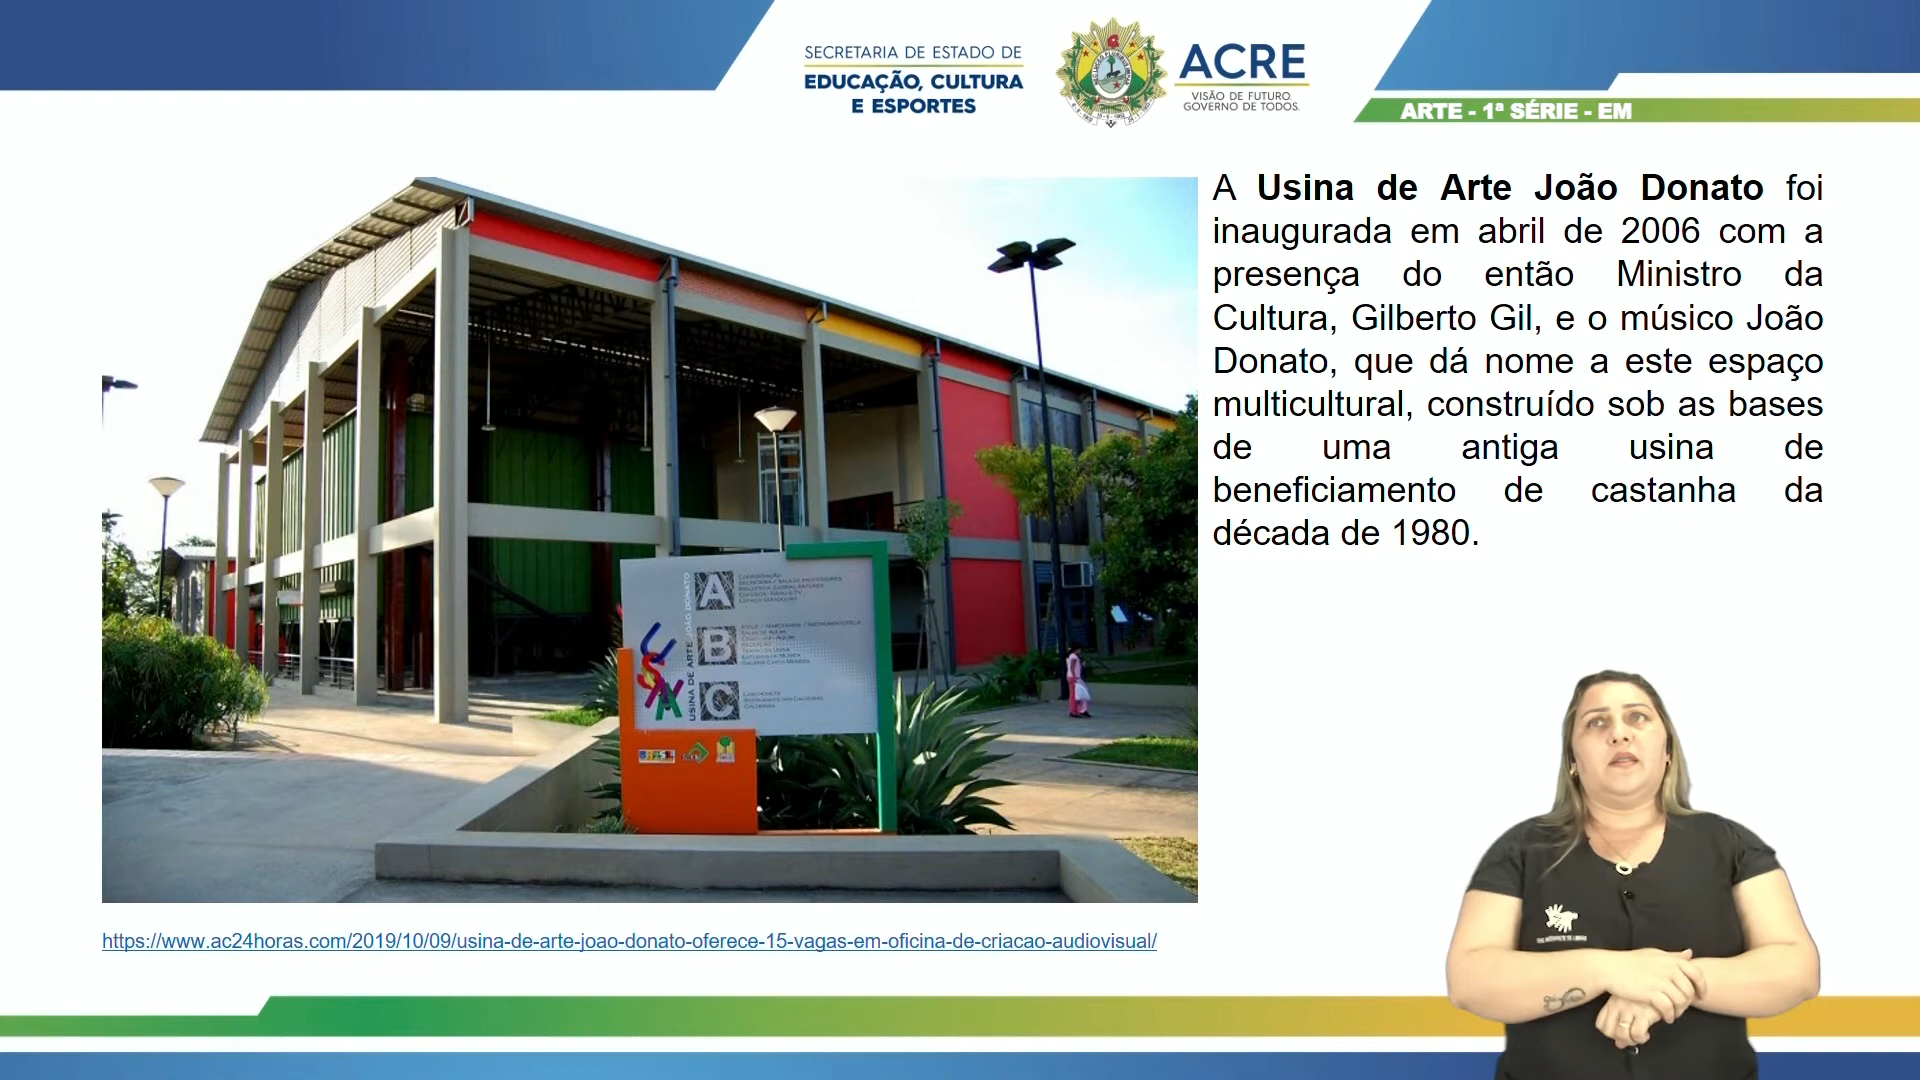 SECRETARIA DE ESTADO DE
EDUCAÇÃO, CULTURA
E ESPORTES
ACRE
VISÃO DE FUTURO.
GOVERNO DE TODOS.
ARTE - 1ª SÉRIE - EM
A Usina de Arte João Donato foi
inaugurada em abril de 2006 com a
presença do então Ministro da
Cultura, Gilberto Gil, e o músico João
Donato, que dá nome a este espaço
multicultural, construído sob as bases
de uma antiga usina de
beneficiamento de castanha da
década de 1980.
USINA DE ARTE JOÃO DONATO
A
B
C
USINA
BRASIL
https://www.ac24horas.com/2019/10/09/usina-de-arte-joao-donato-oferece-15-vagas-em-oficina-de-criacao-audiovisual/